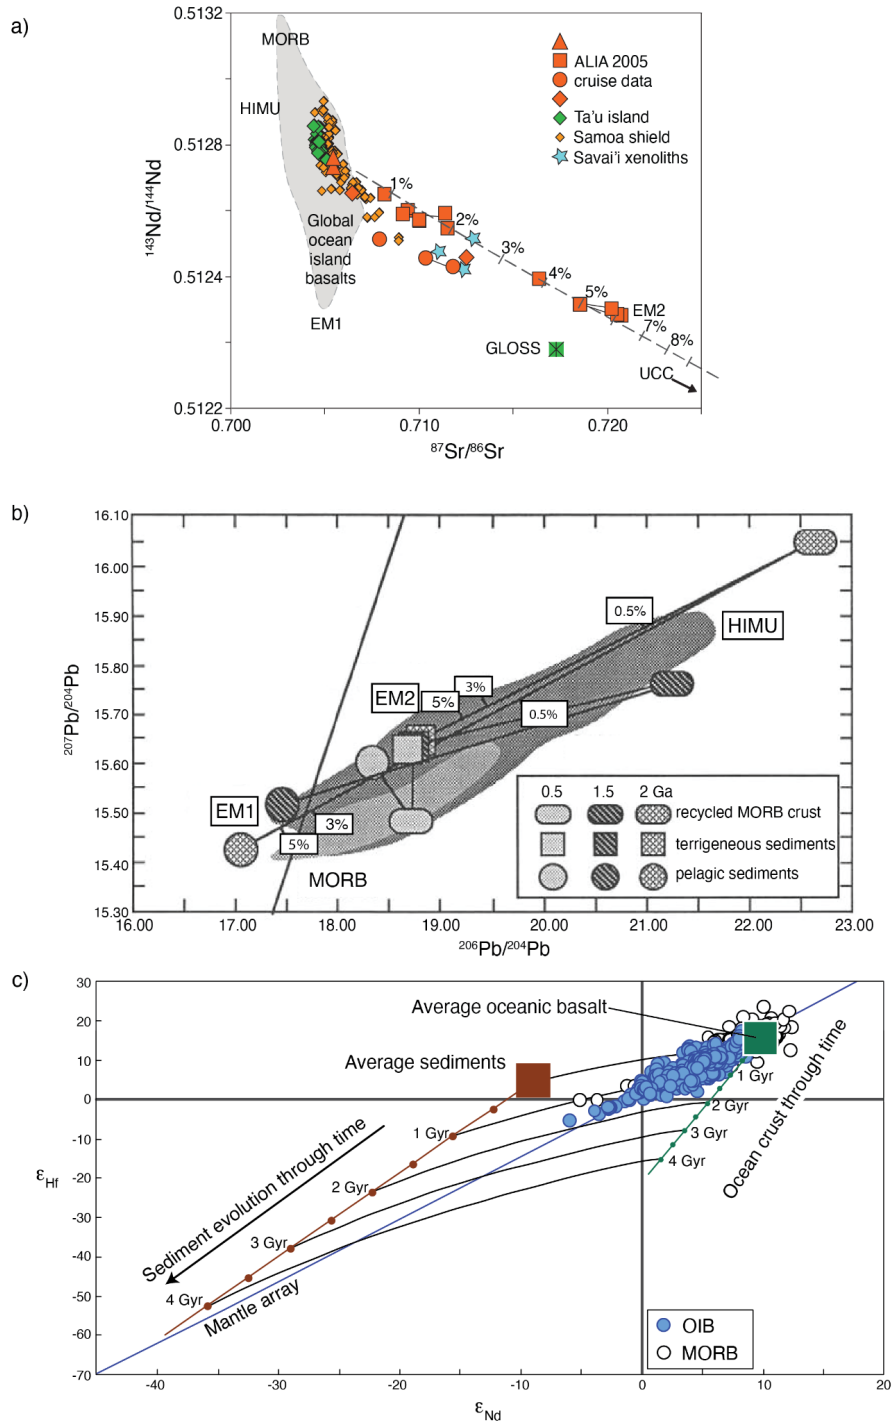 a)
0.5132
0.5128
0.5124
0.5122
¹⁴³Nd/¹⁴⁴Nd
MORB
HIMU
Global
ocean
island
basalts
EM1
ALIA 2005
cruise data
Ta'u island
Samoa shield
Savai'i xenoliths
1%
2%
3%
4%
5%
EM2
7%
8%
GLOSS
UCC
0.700
0.710
0.720
⁸⁷Sr/⁸⁶Sr
b)
16.10
16.00
15.90
15.80
15.70
15.60
15.50
15.40
15.30
²⁰⁷Pb/²⁰⁴Pb
0.5%
HIMU
3%
EM2
5%
0.5%
EM1
3%
5%
MORB
0.5 1.5 2 Ga
recycled MORB crust
terrigeneous sediments
pelagic sediments
16.00
17.00
18.00
19.00
20.00
21.00
22.00
23.00
²⁰⁶Pb/²⁰⁴Pb
c)
30
20
10
0
-10
-20
-30
-40
-50
-60
-70
εHf
Average oceanic basalt
Average sediments
1 Gyr
2 Gyr
3 Gyr
4 Gyr
Ocean crust through time
1 Gyr
2 Gyr
3 Gyr
4 Gyr
Sediment evolution through time
Mantle array
OIB
MORB
-40
-30
-20
-10
0
10
20
εNd